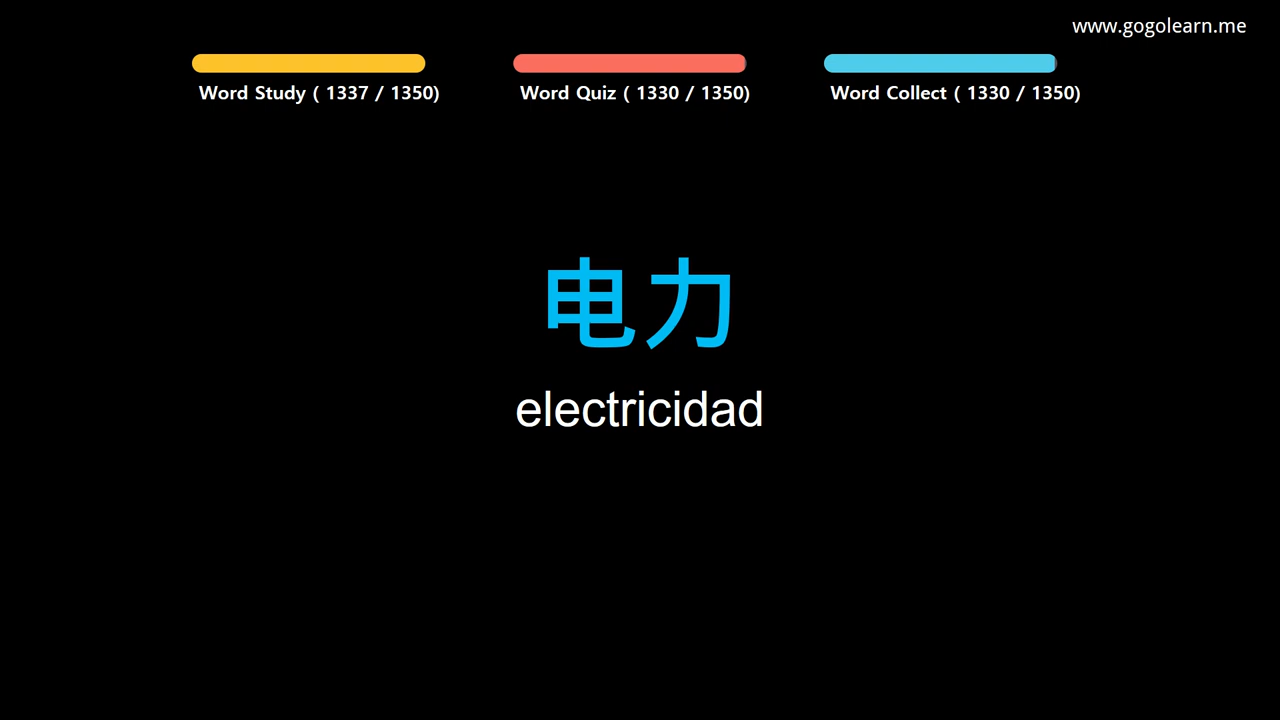 www.gogolearn.me
Word Study ( 1337 / 1350)
Word Quiz ( 1330 / 1350)
Word Collect ( 1330 / 1350)
电力
electricidad